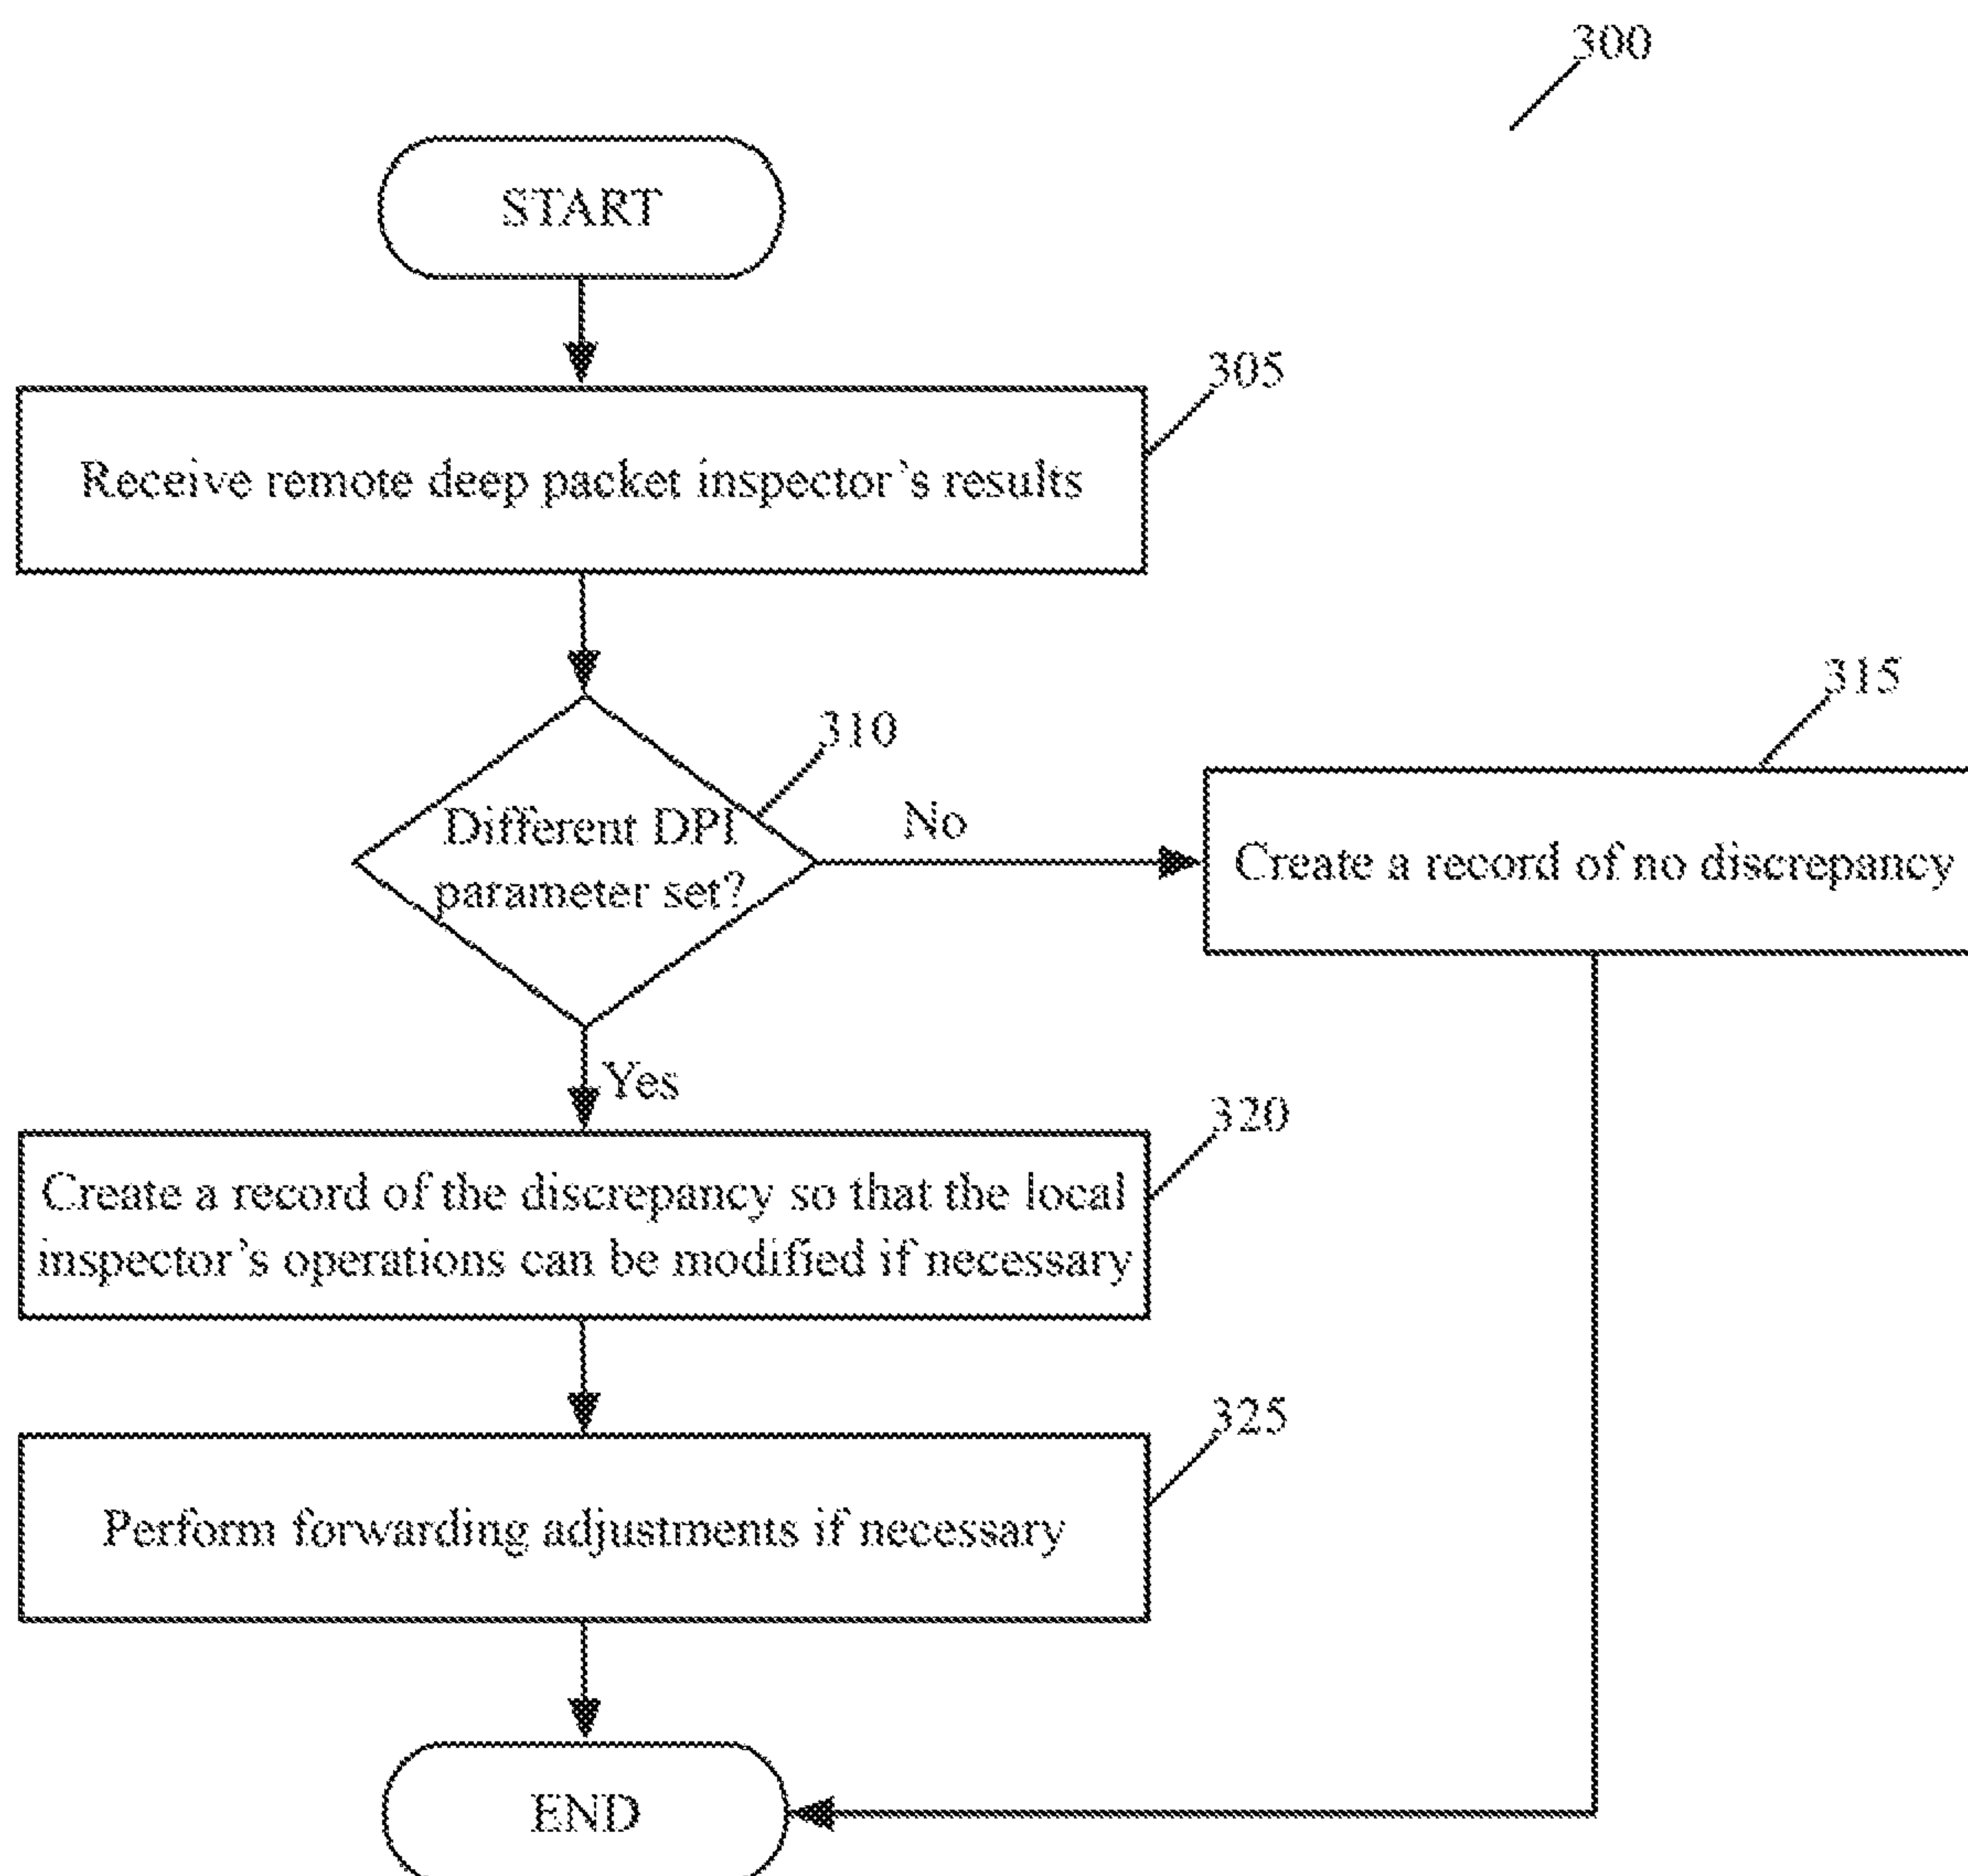 300
START
305
Receive remote deep packet inspector's results
310
315
Different DPI
parameter set?
No
Create a record of no discrepancy
Yes
320
Create a record of the discrepancy so that the local
inspector's operations can be modified if necessary
325
Perform forwarding adjustments if necessary
END